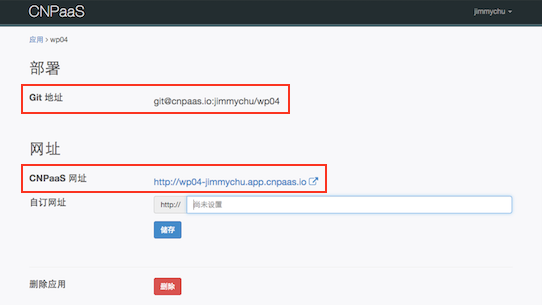 CNPaaS jimmychu
应用 › wp04
部署
Git 地址 git@cnpaas.io:jimmychu/wp04
网址
CNPaaS 网址 http://wp04-jimmychu.app.cnpaas.io
自订网址 http:// 尚未设置
储存
删除应用 删除